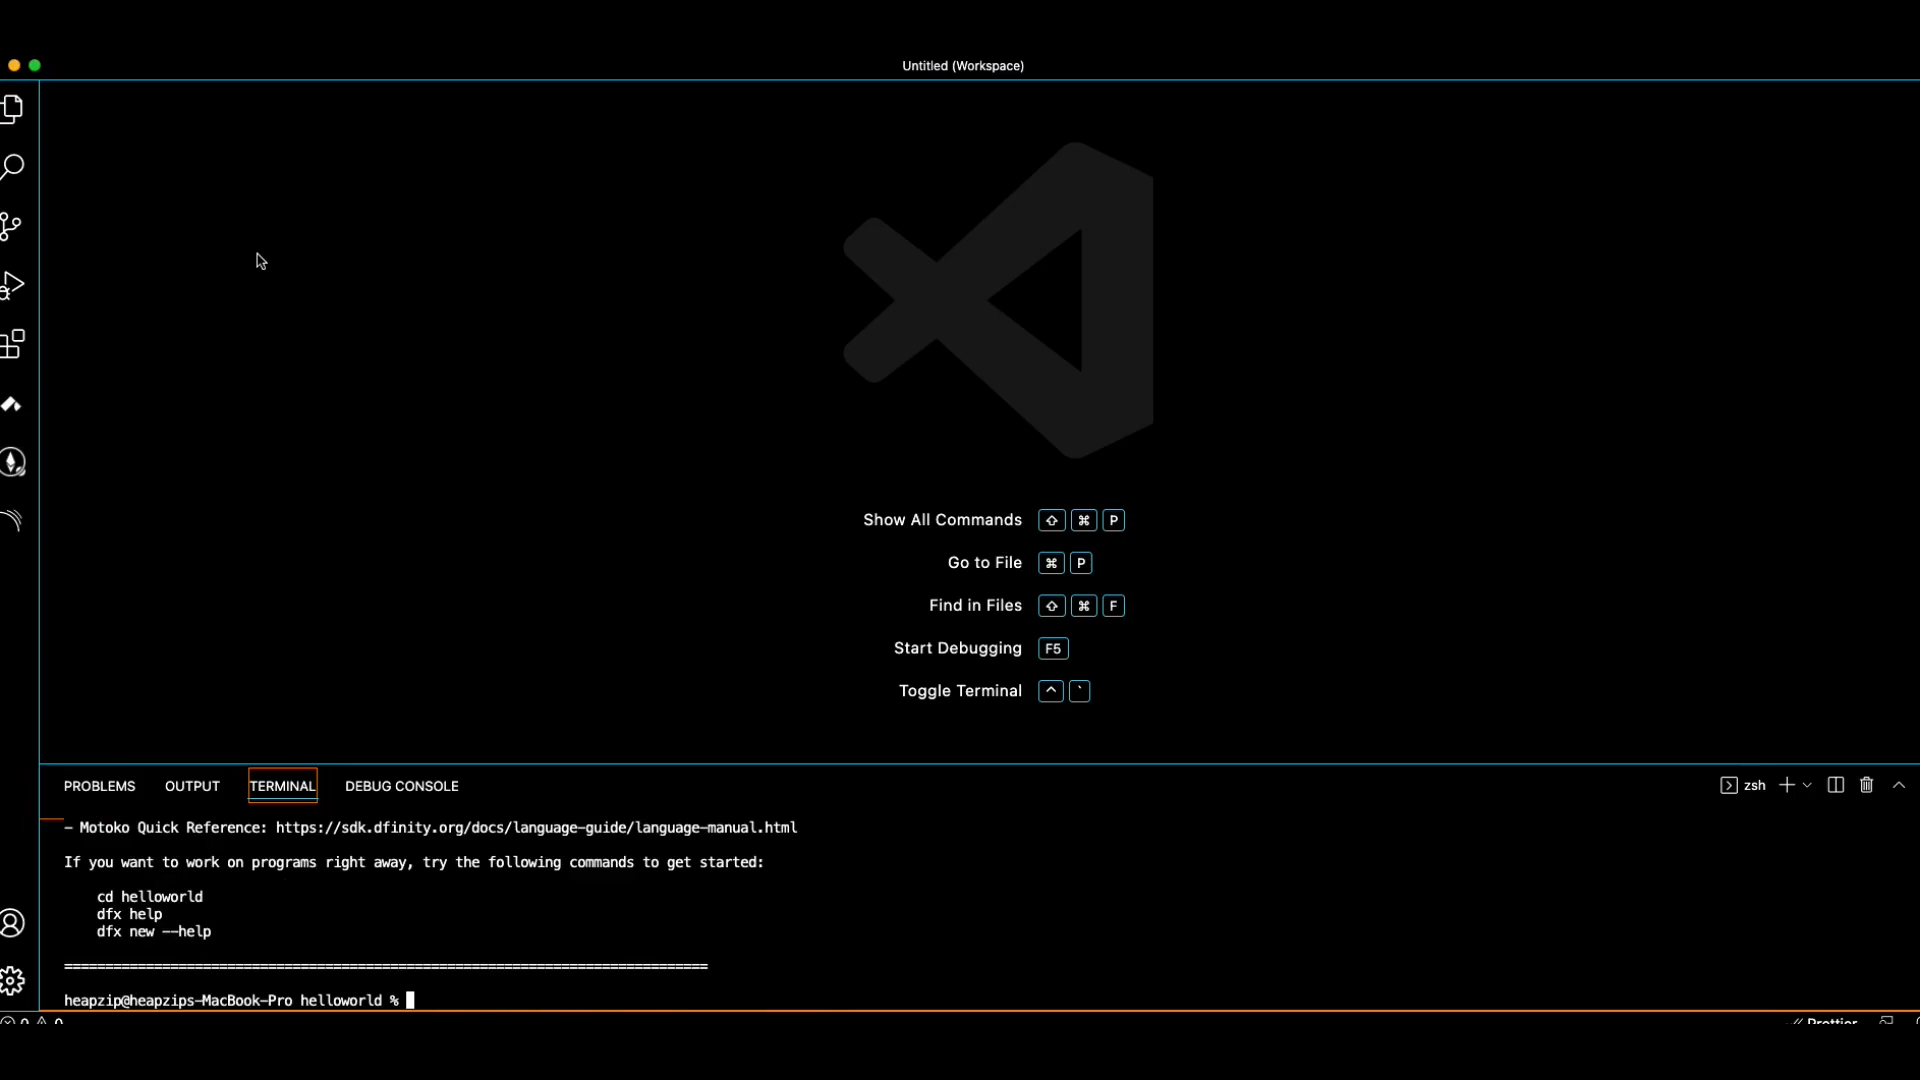 Untitled (Workspace)
Show All Commands ⇧ ⌘ P
Go to File ⌘ P
Find in Files ⇧ ⌘ F
Start Debugging F5
Toggle Terminal ^ `
PROBLEMS OUTPUT TERMINAL DEBUG CONSOLE zsh
- Motoko Quick Reference: https://sdk.dfinity.org/docs/language-guide/language-manual.html
If you want to work on programs right away, try the following commands to get started:
cd helloworld
dfx help
dfx new --help
===============================================================================
heapzip@heapzips-MacBook-Pro helloworld %
0 0 Prettier